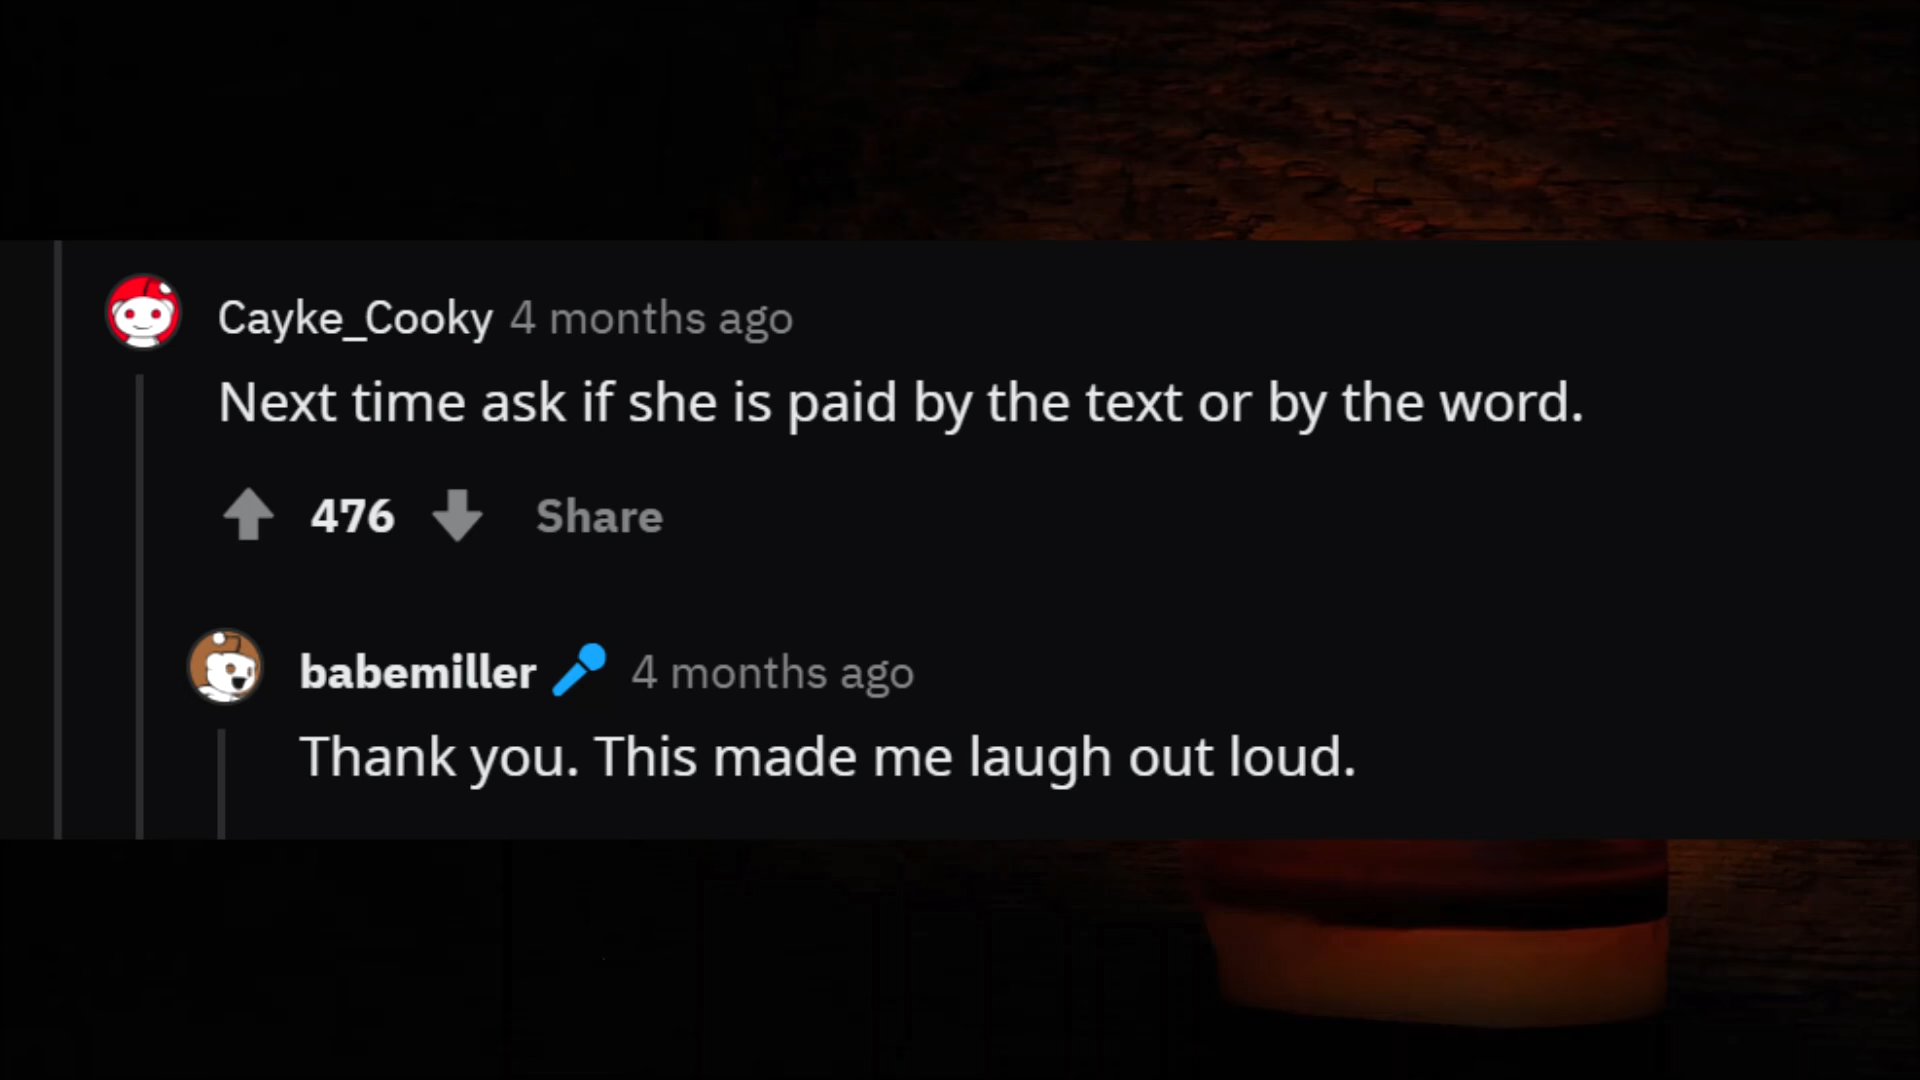 Cayke_Cooky 4 months ago
Next time ask if she is paid by the text or by the word.
476 Share
babemiller 4 months ago
Thank you. This made me laugh out loud.